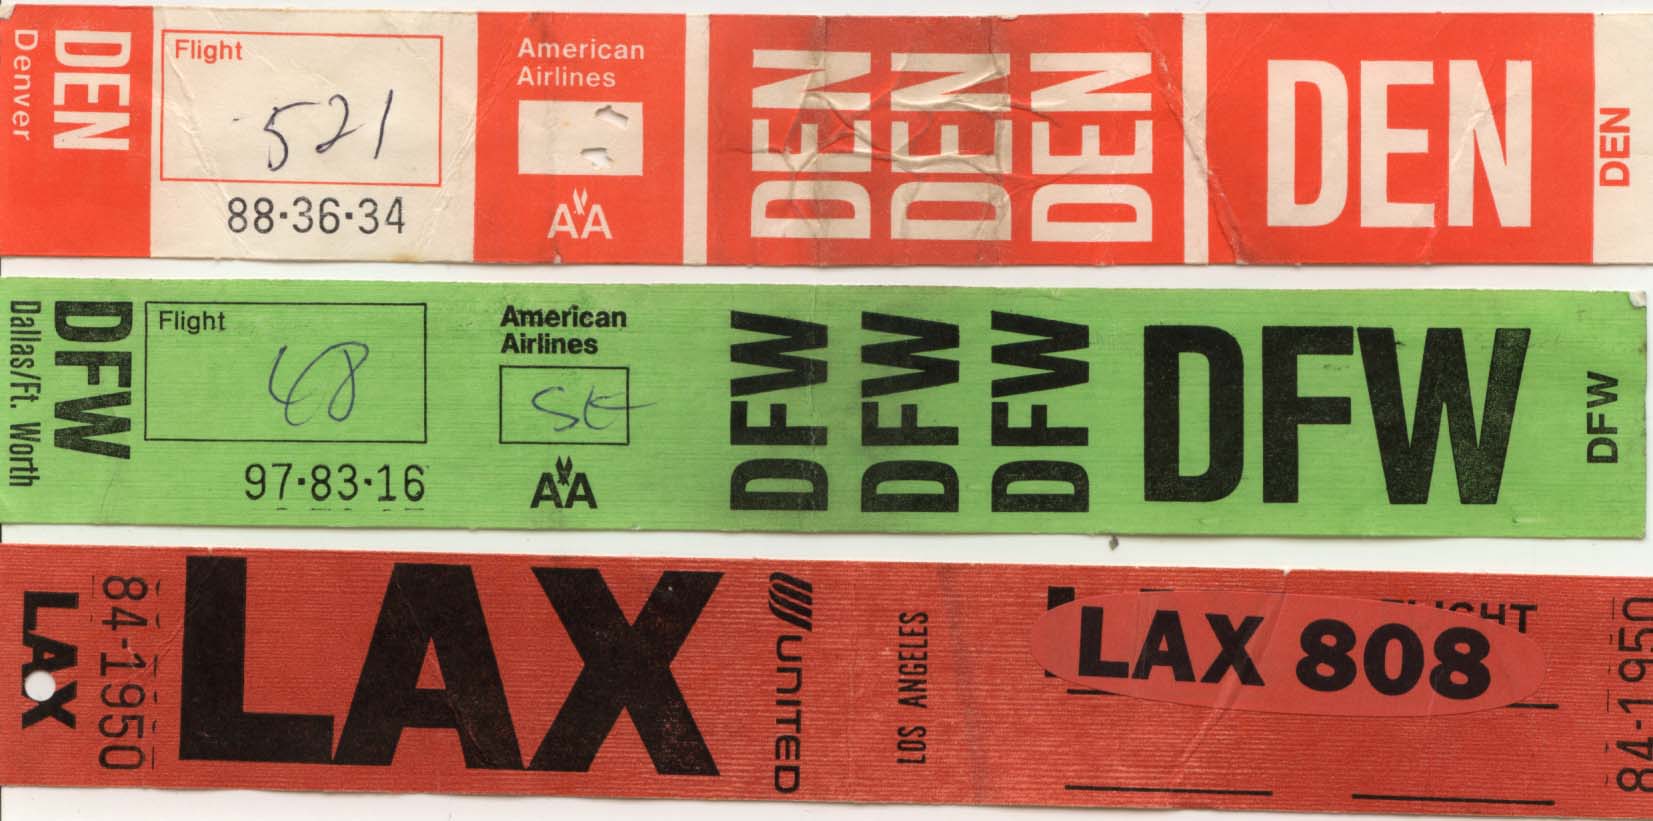 DEN
Denver
Flight
521
88·36·34
American
Airlines
AA
DEN
DEN
DEN
DEN
DEN
DFW
Dallas/Ft. Worth
Flight
48
97·83·16
American
Airlines
AA
DFW
DFW
DFW
DFW
DFW
LAX
84-1950
LAX
UNITED
LOS ANGELES
FLIGHT
LAX 808
84-1950